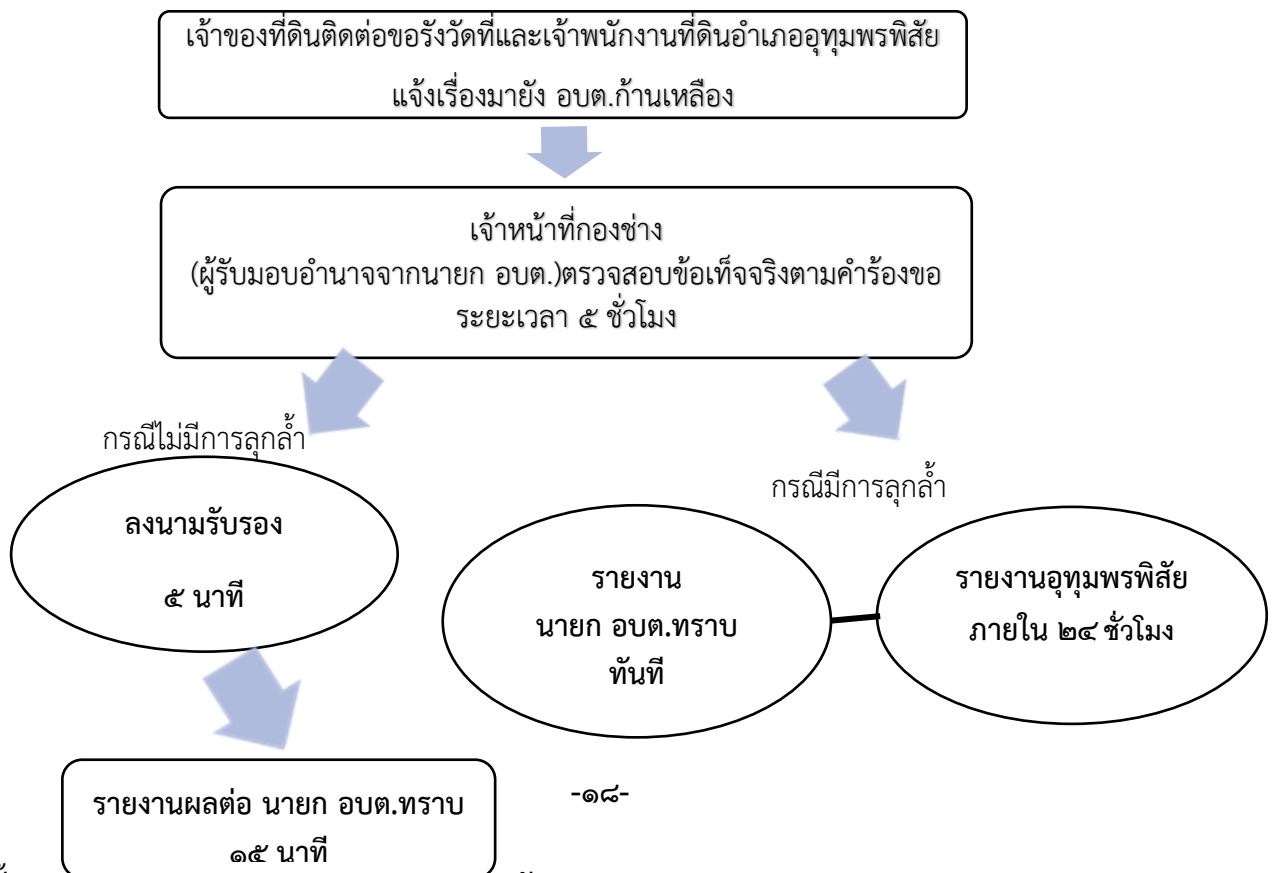 เจ้าของที่ดินติดต่อขอรังวัดที่และเจ้าพนักงานที่ดินอำเภออุทุมพรพิสัย
แจ้งเรื่องมายัง อบต.ก้านเหลือง
เจ้าหน้าที่กองช่าง
(ผู้รับมอบอำนาจจากนายก อบต.)ตรวจสอบข้อเท็จจริงตามคำร้องขอ
ระยะเวลา ๕ ชั่วโมง
กรณีไม่มีการลุกล้ำ
ลงนามรับรอง
๕ นาที
รายงานผลต่อ นายก อบต.ทราบ
๑๕ นาที
กรณีมีการลุกล้ำ
รายงาน
นายก อบต.ทราบ
ทันที
รายงานอุทุมพรพิสัย
ภายใน ๒๔ ชั่วโมง
-๑๘-